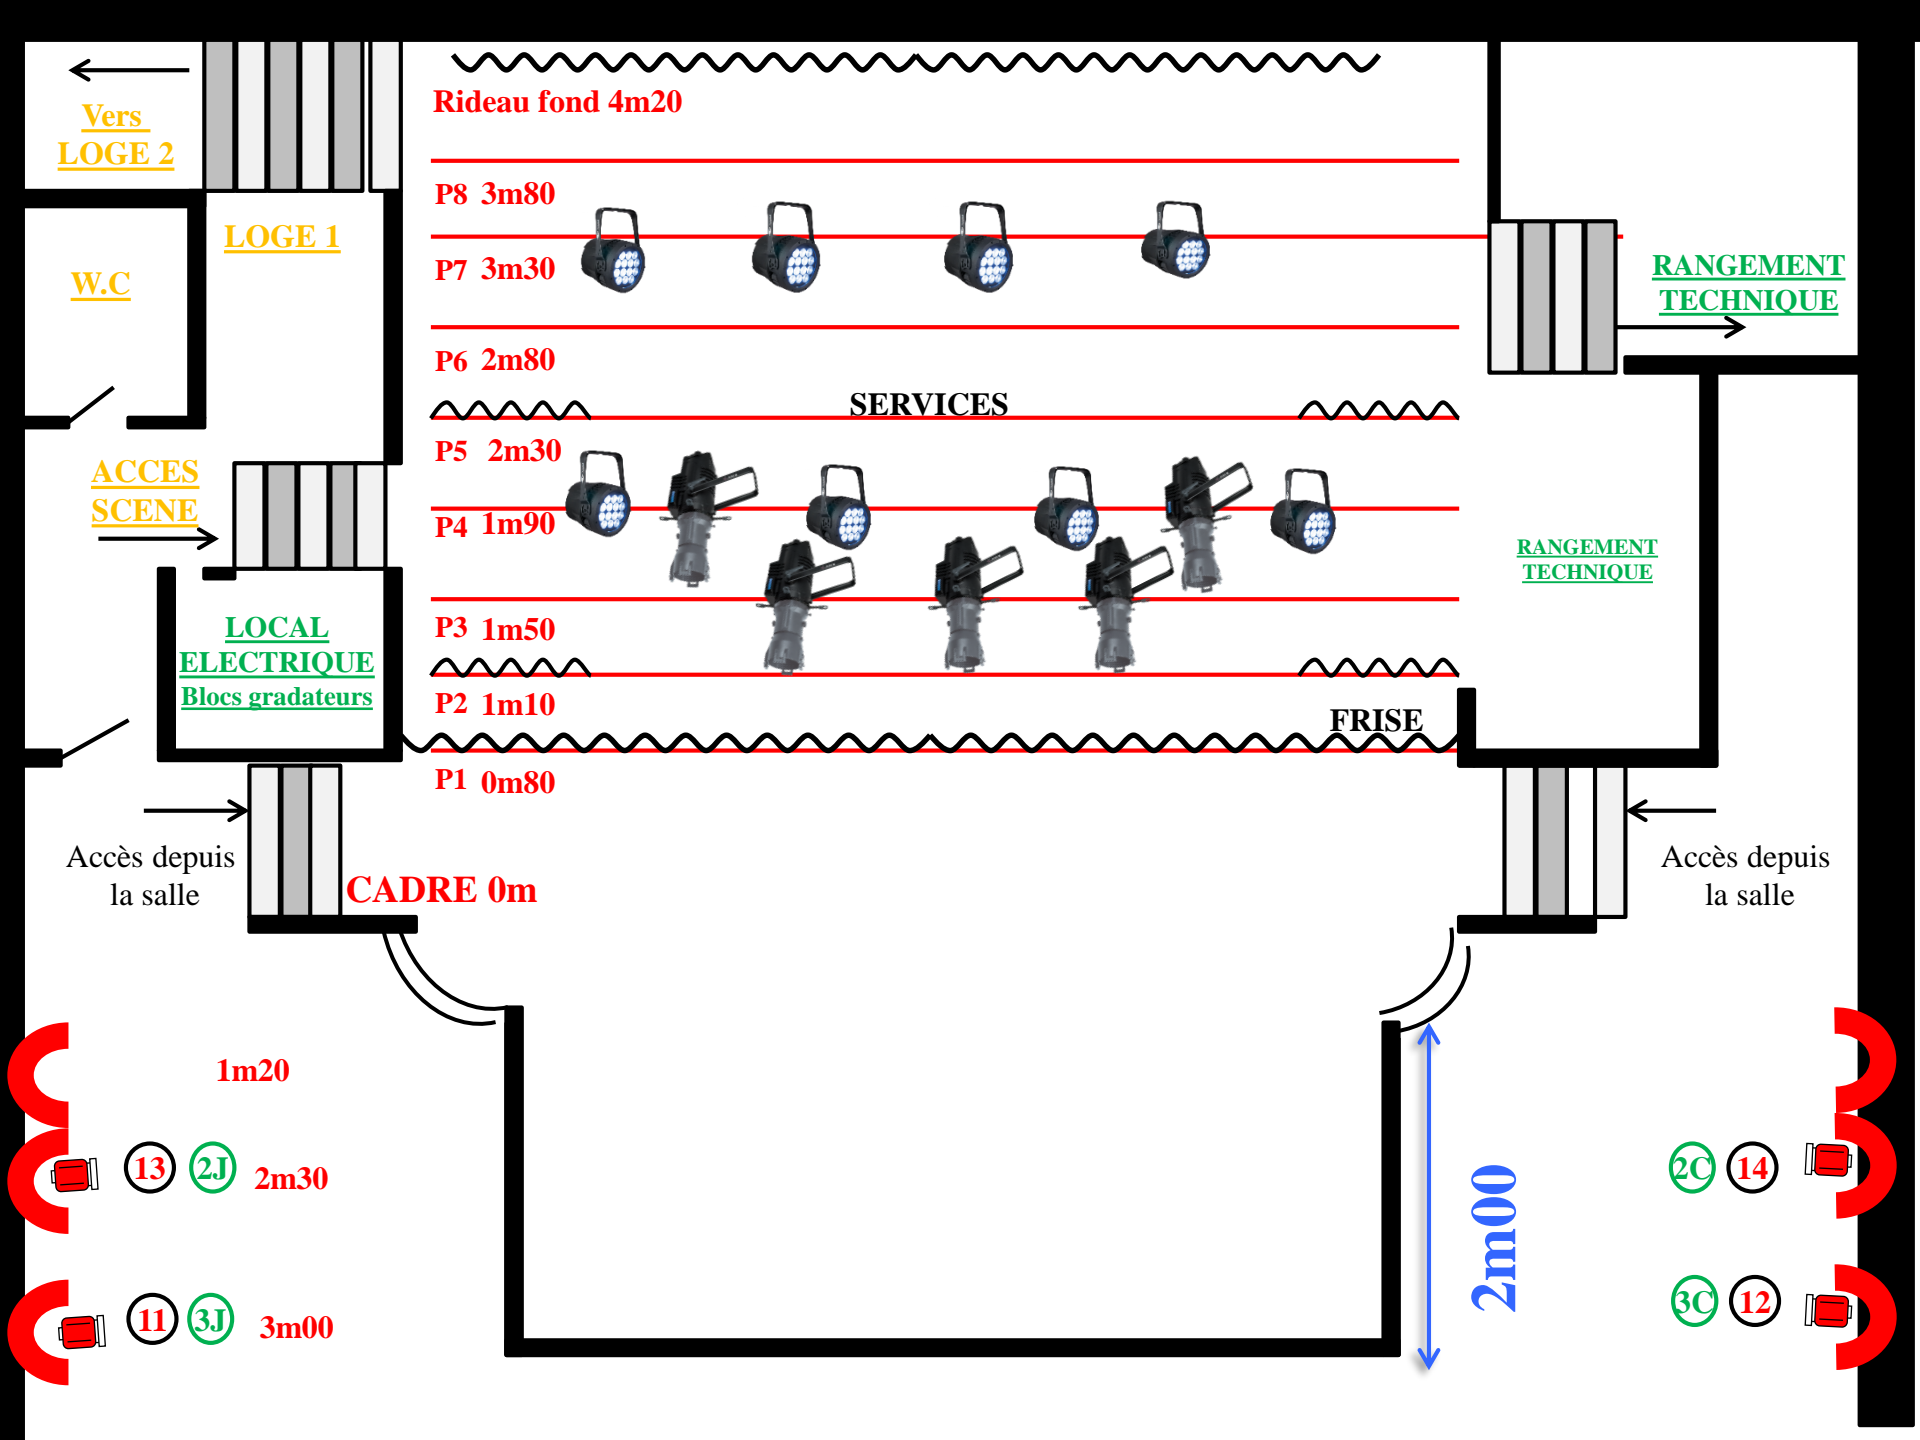 Rideau fond 4m20
Vers
LOGE 2
P8 3m80
LOGE 1
W.C
P7 3m30
RANGEMENT
TECHNIQUE
P6 2m80
SERVICES
P5 2m30
ACCES
SCENE
P4 1m90
RANGEMENT
TECHNIQUE
P3 1m50
LOCAL
ELECTRIQUE
Blocs gradateurs
P2 1m10
FRISE
P1 0m80
Accès depuis
la salle
Accès depuis
la salle
CADRE 0m
1m20
13 2J 2m30
2C 14
2m00
11 3J 3m00
3C 12